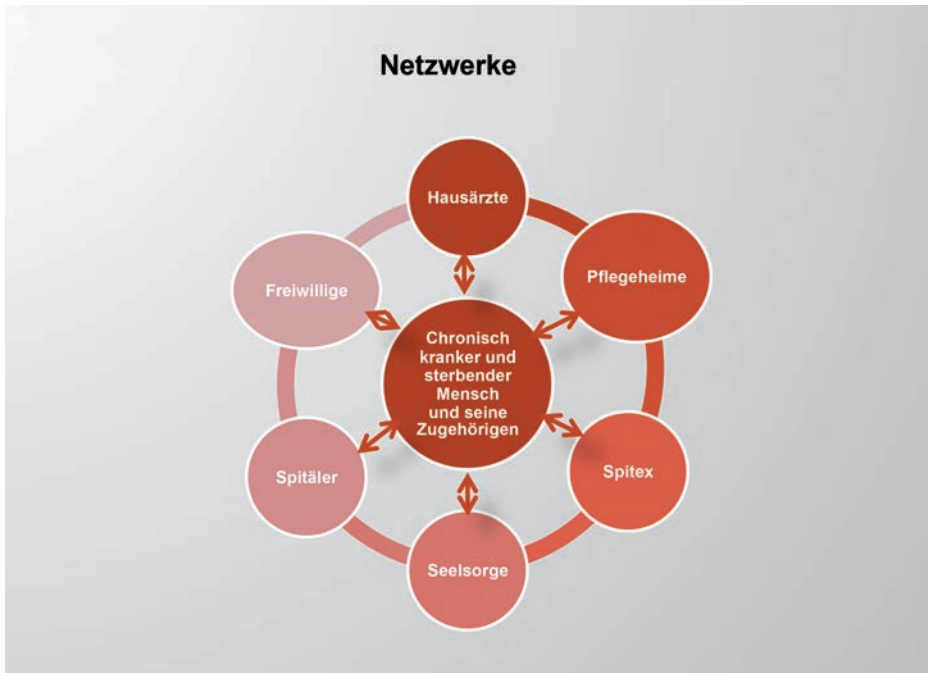 Netzwerke
Hausärzte
Pflegeheime
Spitex
Seelsorge
Spitäler
Freiwillige
Chronisch
kranker und
sterbender
Mensch
und seine
Zugehörigen